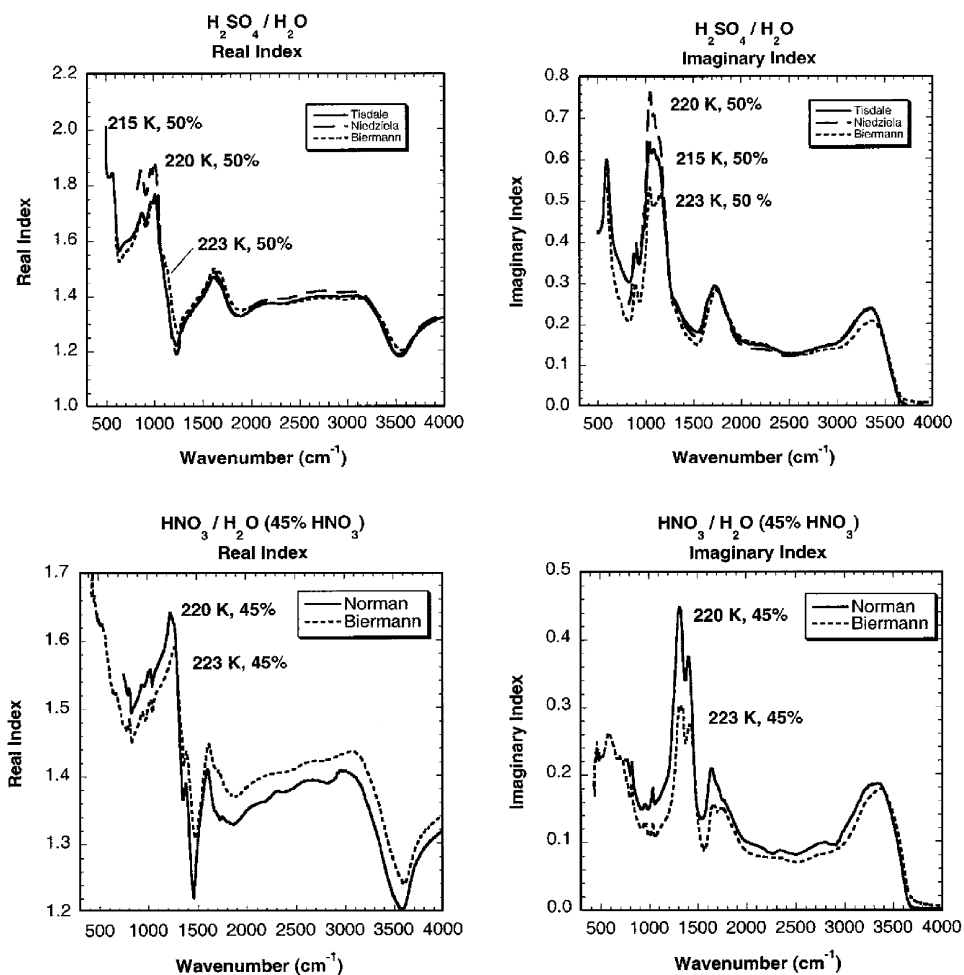 H2SO4 / H2O
Real Index
2.2
2.0
1.8
1.6
1.4
1.2
1.0
Real Index
215 K, 50%
220 K, 50%
223 K, 50%
Tisdale
Niedziela
Biermann
500 1000 1500 2000 2500 3000 3500 4000
Wavenumber (cm-1)
H2SO4 / H2O
Imaginary Index
0.8
0.7
0.6
0.5
0.4
0.3
0.2
0.1
0.0
Imaginary Index
220 K, 50%
215 K, 50%
223 K, 50 %
Tisdale
Niedziela
Biermann
500 1000 1500 2000 2500 3000 3500 4000
Wavenumber (cm-1)
HNO3 / H2O (45% HNO3)
Real Index
1.7
1.6
1.5
1.4
1.3
1.2
Real Index
220 K, 45%
223 K, 45%
Norman
Biermann
500 1000 1500 2000 2500 3000 3500 4000
Wavenumber (cm-1)
HNO3 / H2O (45% HNO3)
Imaginary Index
0.5
0.4
0.3
0.2
0.1
0.0
Imaginary Index
220 K, 45%
223 K, 45%
Norman
Biermann
500 1000 1500 2000 2500 3000 3500 4000
Wavenumber (cm-1)